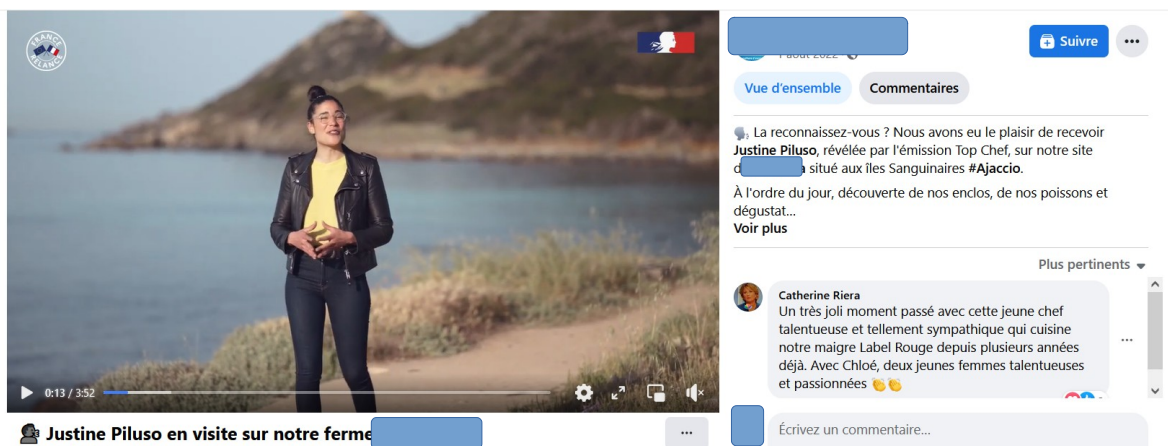 FRANCE
RELANCE
0:13 / 3:52
Justine Piluso en visite sur notre ferme
Suivre
1 août 2022
Vue d'ensemble
Commentaires
La reconnaissez-vous ? Nous avons eu le plaisir de recevoir
Justine Piluso, révélée par l'émission Top Chef, sur notre site
d a situé aux îles Sanguinaires #Ajaccio.
À l'ordre du jour, découverte de nos enclos, de nos poissons et
dégustat...
Voir plus
Plus pertinents
Catherine Riera
Un très joli moment passé avec cette jeune chef
talentueuse et tellement sympathique qui cuisine
notre maigre Label Rouge depuis plusieurs années
déjà. Avec Chloé, deux jeunes femmes talentueuses
et passionnées 👏👏
Écrivez un commentaire...